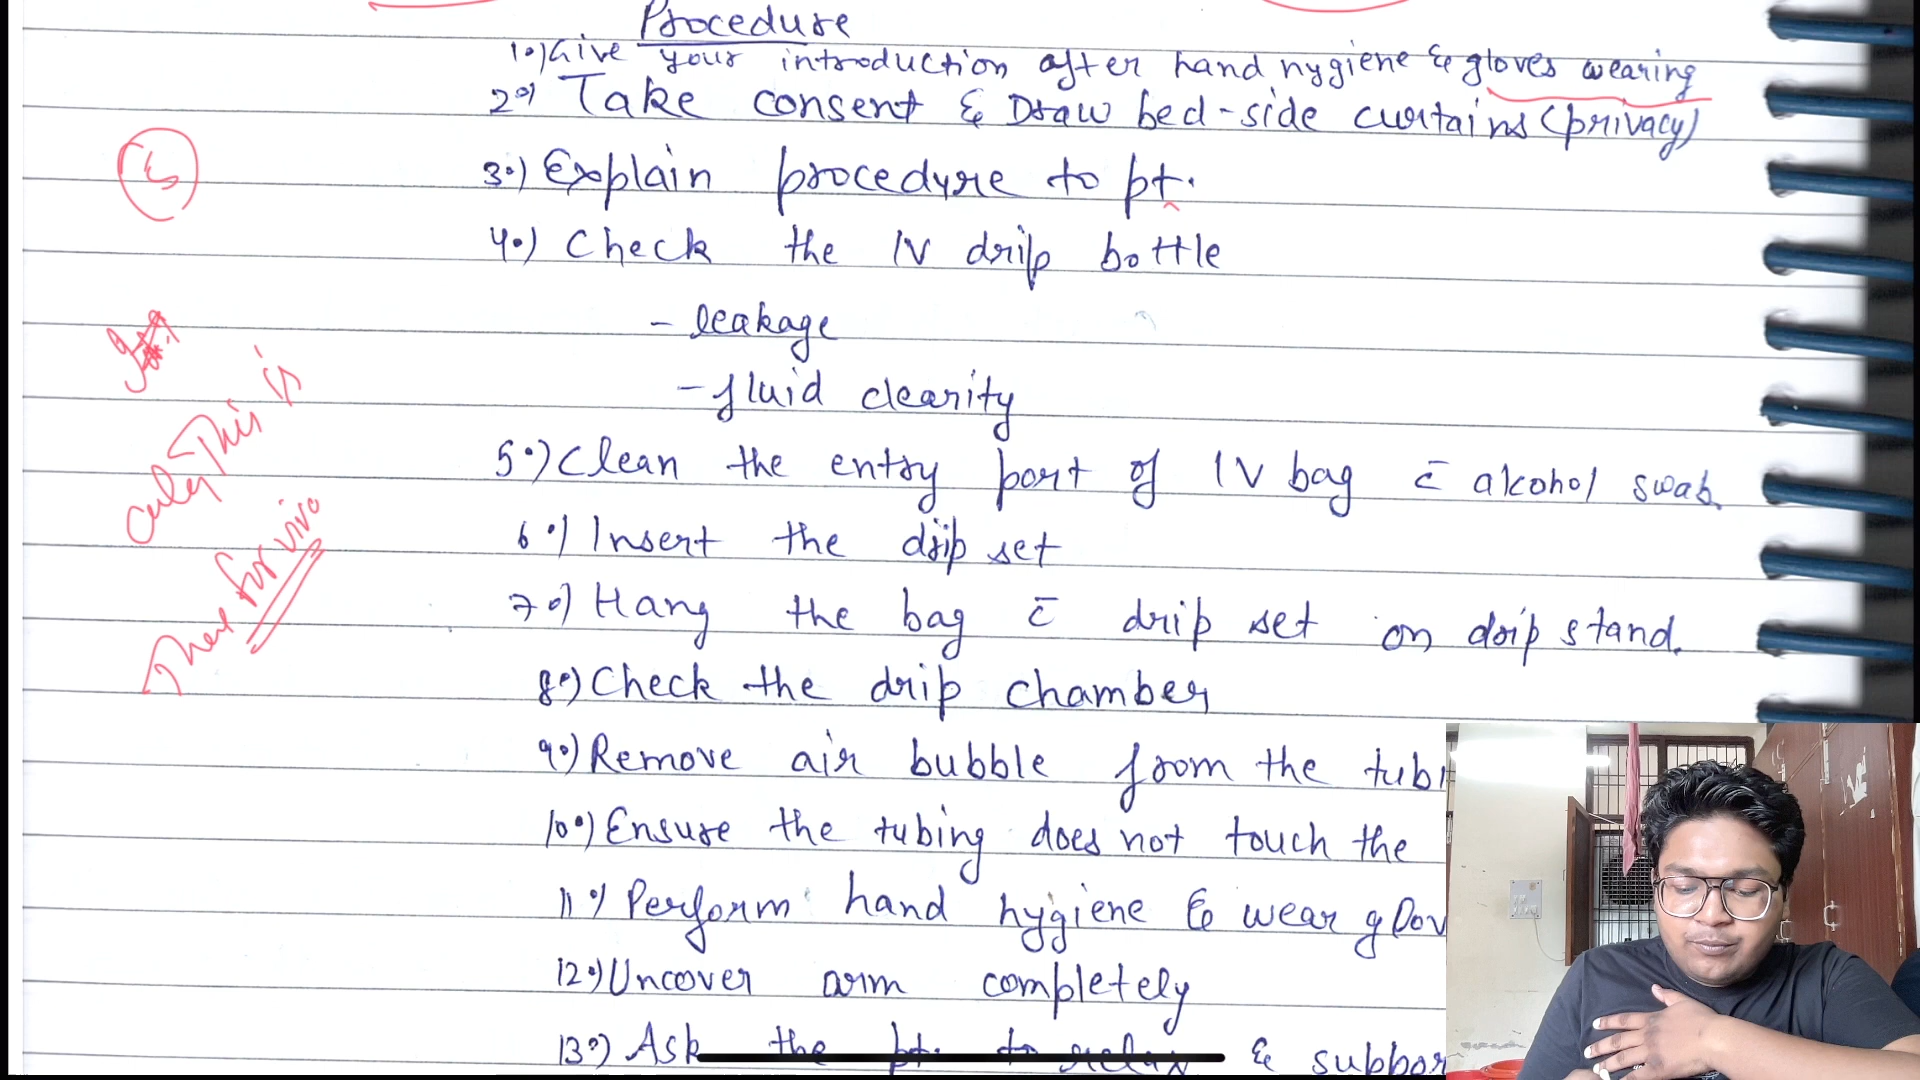 Procedure
1.) Give your introduction after hand hygiene & gloves wearing
2.) Take consent & Draw bed-side curtains (privacy)
3.) Explain procedure to pt.
4.) Check the IV drip bottle
- leakage
- fluid clearity
5.) Clean the entry port of IV bag c̄ alcohol swab
6.) Insert the drip set
7.) Hang the bag c̄ drip set on drip stand.
8.) Check the drip chamber
9.) Remove air bubble from the tubi
10.) Ensure the tubing does not touch the
11.) Perform hand hygiene & wear glov
12.) Uncover arm completely
13.) Ask the pt. to relax & suppor
This is
for viva